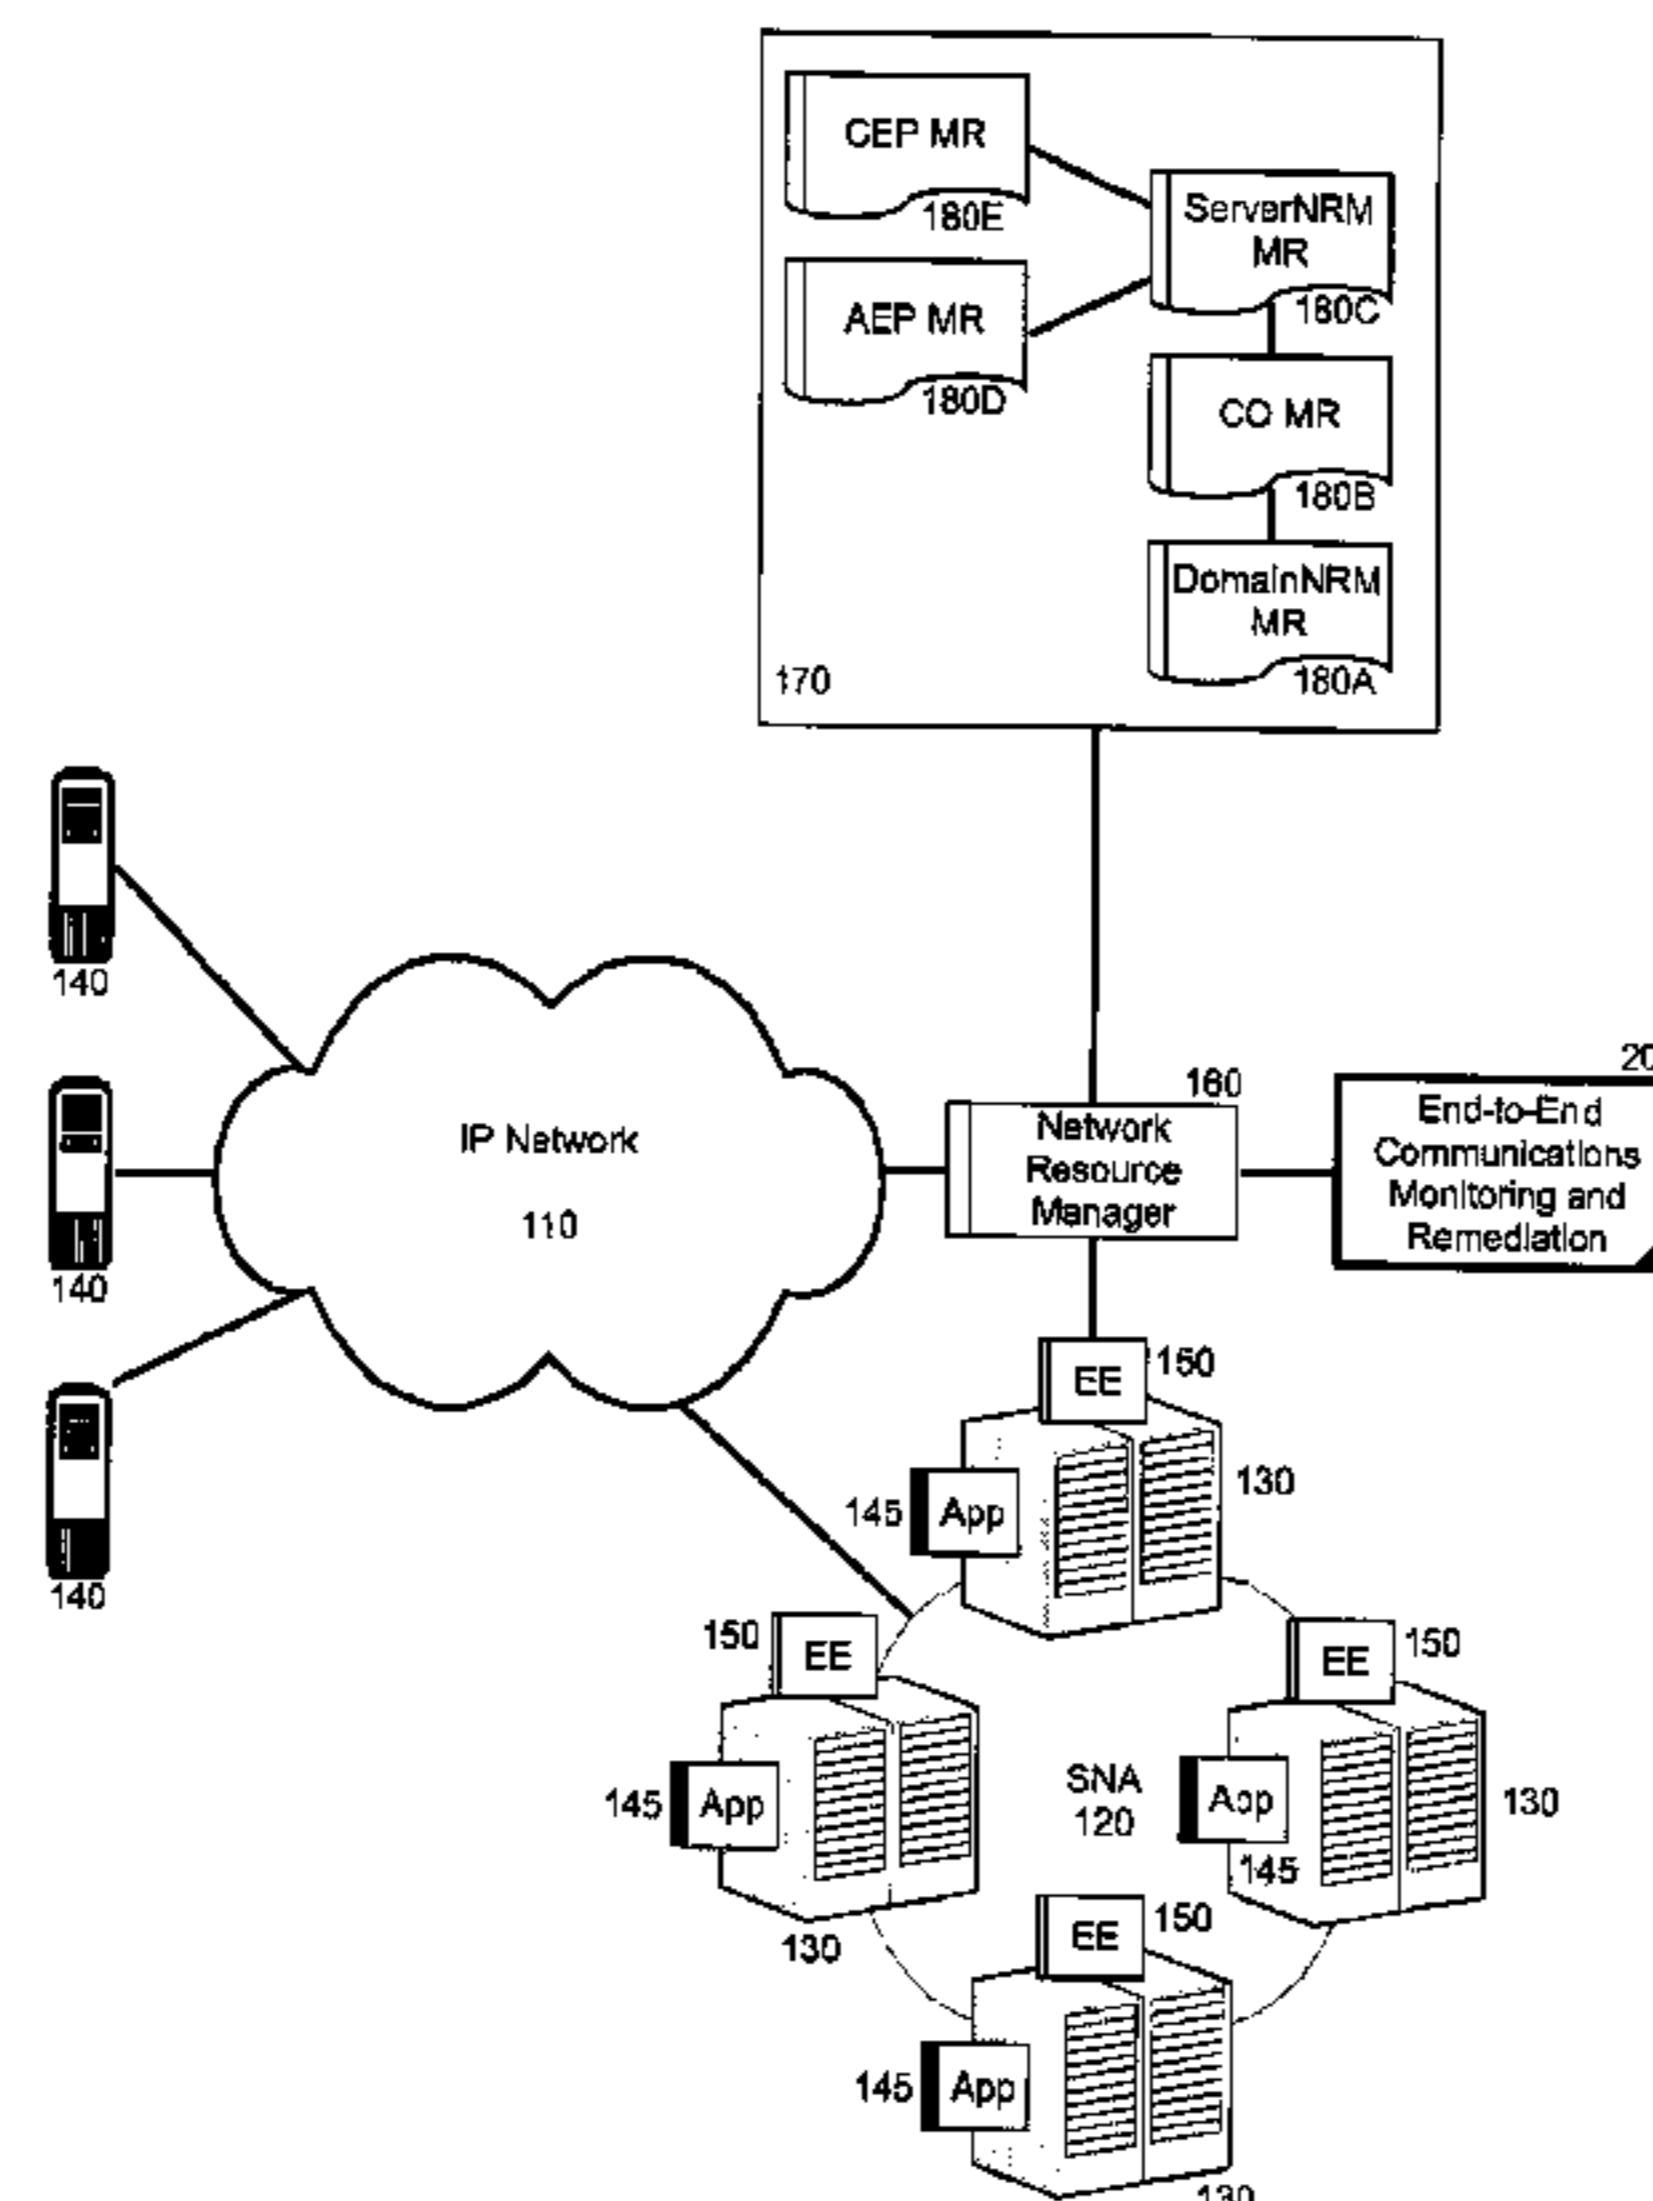 CEP MR
180E
ServerNRM
MR
180C
AEP MR
180D
CO MR
180B
DomainNRM
MR
180A
170
140
140
140
IP Network
110
160
Network
Resource
Manager
20
End-to-End
Communications
Monitoring and
Remediation
EE
150
145
App
130
150
EE
145
App
130
SNA
120
EE
150
App
145
130
EE
150
145
App
130